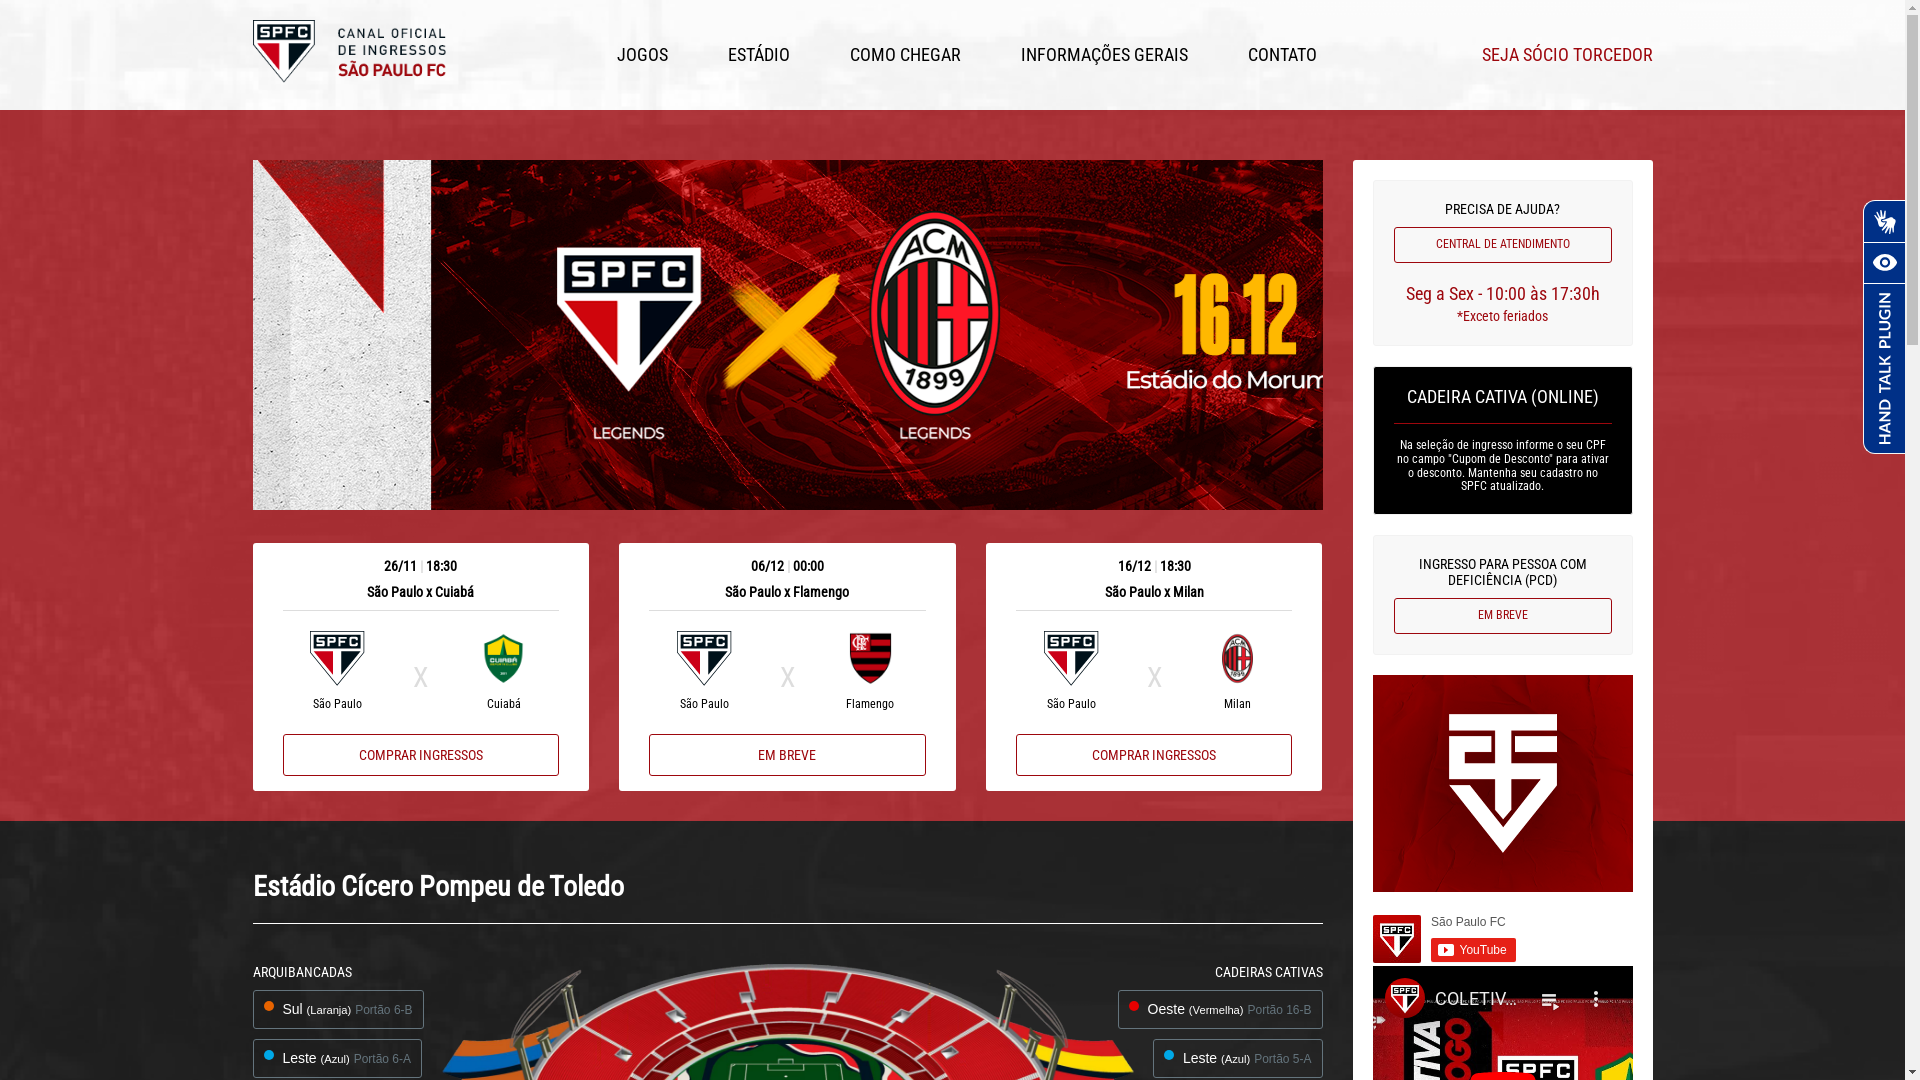 SPFC
CANAL OFICIAL
DE INGRESSOS
SÃO PAULO FC
JOGOS
ESTÁDIO
COMO CHEGAR
INFORMAÇÕES GERAIS
CONTATO
SEJA SÓCIO TORCEDOR
SPFC
LEGENDS
ACM
1899
LEGENDS
16.12
Estádio do Morum
PRECISA DE AJUDA?
CENTRAL DE ATENDIMENTO
Seg a Sex - 10:00 às 17:30h
*Exceto feriados
CADEIRA CATIVA (ONLINE)
Na seleção de ingresso informe o seu CPF
no campo "Cupom de Desconto" para ativar
o desconto. Mantenha seu cadastro no
SPFC atualizado.
INGRESSO PARA PESSOA COM
DEFICIÊNCIA (PCD)
EM BREVE
HAND TALK PLUGIN
26/11 | 18:30
São Paulo x Cuiabá
SPFC
X
CUIABÁ
São Paulo
Cuiabá
COMPRAR INGRESSOS
06/12 | 00:00
São Paulo x Flamengo
SPFC
X
São Paulo
Flamengo
EM BREVE
16/12 | 18:30
São Paulo x Milan
SPFC
X
São Paulo
Milan
COMPRAR INGRESSOS
São Paulo FC
SPFC
YouTube
SPFC
COLETIV...
SPFC
Estádio Cícero Pompeu de Toledo
ARQUIBANCADAS
Sul (Laranja) Portão 6-B
Leste (Azul) Portão 6-A
CADEIRAS CATIVAS
Oeste (Vermelha) Portão 16-B
Leste (Azul) Portão 5-A